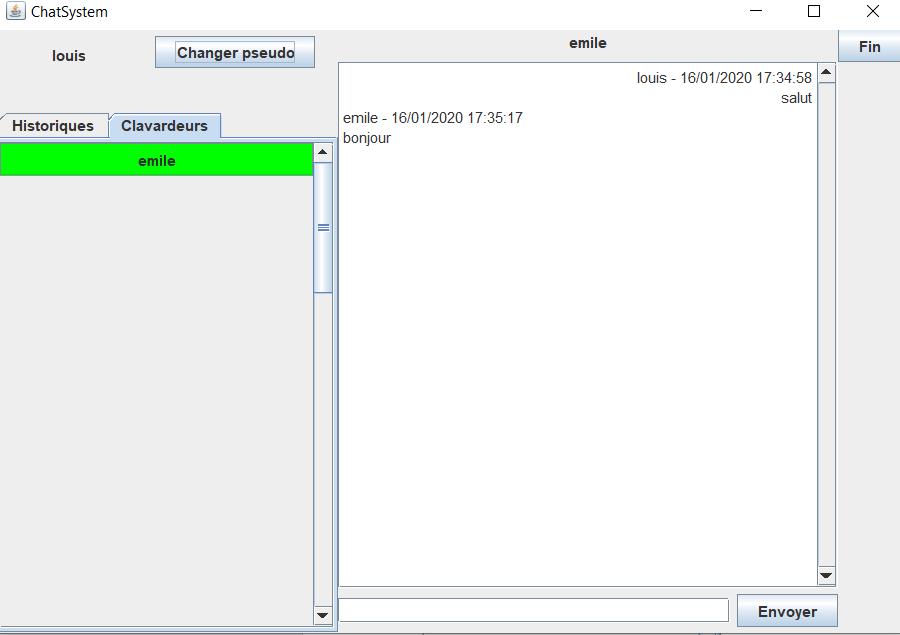 ChatSystem
louis
Changer pseudo
Historiques
Clavardeurs
emile
emile
Fin
louis - 16/01/2020 17:34:58
salut
emile - 16/01/2020 17:35:17
bonjour
Envoyer